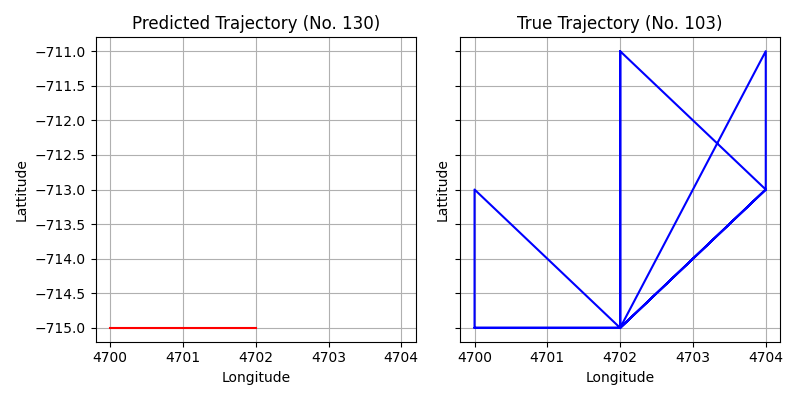 Predicted Trajectory (No. 130)
−711.0
−711.5
−712.0
−712.5
−713.0
−713.5
−714.0
−714.5
−715.0
Lattitude
4700 4701 4702 4703 4704
Longitude
True Trajectory (No. 103)
Lattitude
4700 4701 4702 4703 4704
Longitude